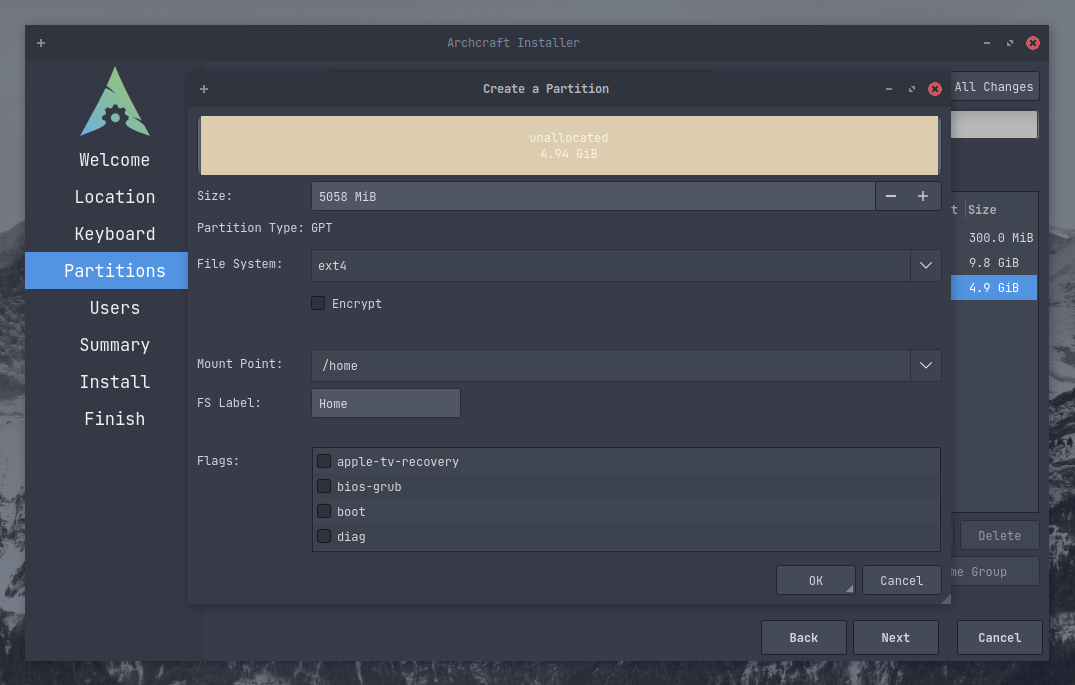 Archcraft Installer
Create a Partition
All Changes
unallocated
4.94 GiB
Welcome
Location
Keyboard
Partitions
Users
Summary
Install
Finish
Size:
5058 MiB
Partition Type: GPT
File System:
ext4
Encrypt
Mount Point:
/home
FS Label:
Home
Flags:
apple-tv-recovery
bios-grub
boot
diag
OK
Cancel
Size
300.0 MiB
9.8 GiB
4.9 GiB
Delete
Group
Back
Next
Cancel